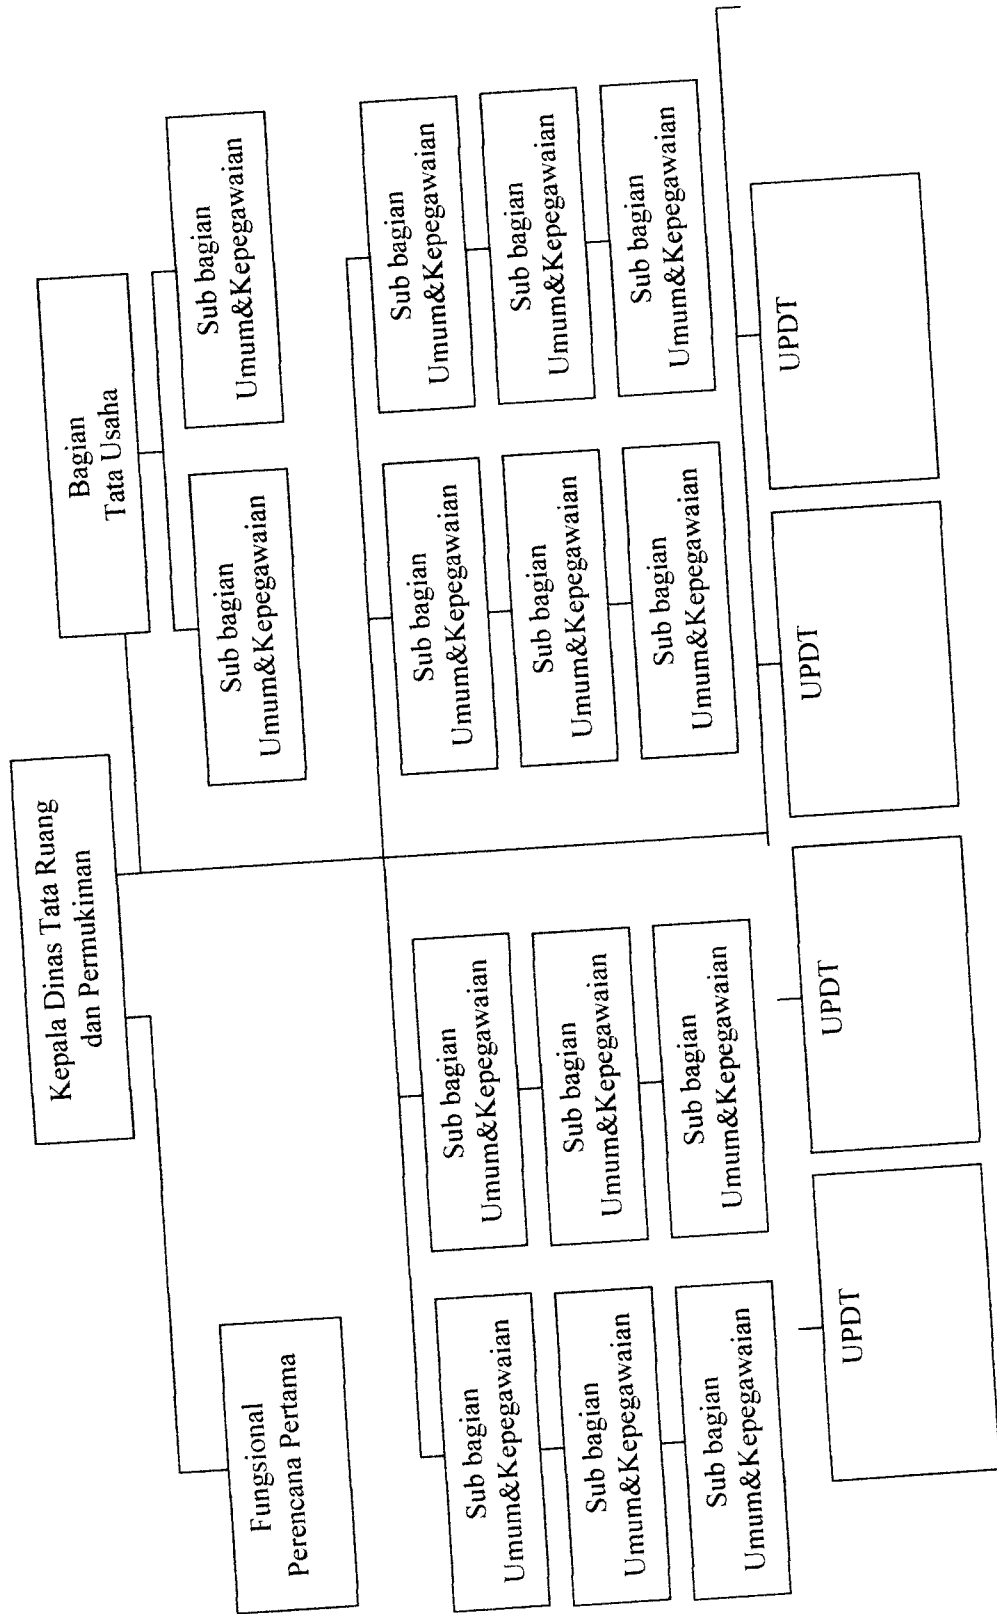 Kepala Dinas Tata Ruang
dan Permukiman
Bagian
Tata Usaha
Fungsional
Perencana Pertama
Sub bagian
Umum&Kepegawaian
Sub bagian
Umum&Kepegawaian
Sub bagian
Umum&Kepegawaian
Sub bagian
Umum&Kepegawaian
Sub bagian
Umum&Kepegawaian
Sub bagian
Umum&Kepegawaian
Sub bagian
Umum&Kepegawaian
Sub bagian
Umum&Kepegawaian
Sub bagian
Umum&Kepegawaian
Sub bagian
Umum&Kepegawaian
Sub bagian
Umum&Kepegawaian
Sub bagian
Umum&Kepegawaian
Sub bagian
Umum&Kepegawaian
Sub bagian
Umum&Kepegawaian
UPDT
UPDT
UPDT
UPDT